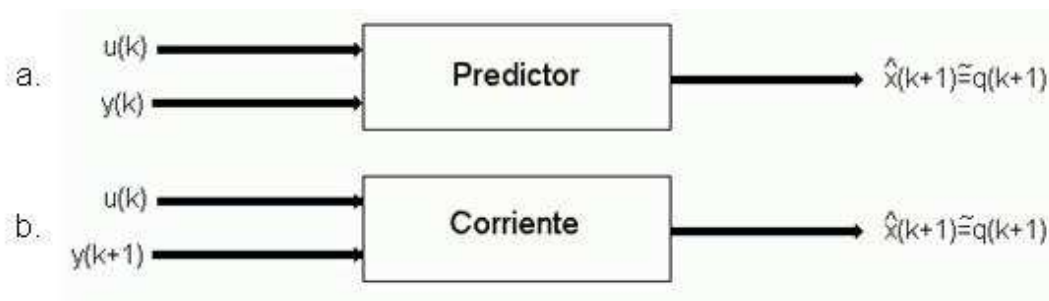 a.
u(k)
y(k)
Predictor
x̂(k+1)≅q(k+1)
b.
u(k)
y(k+1)
Corriente
x̂(k+1)≅q(k+1)